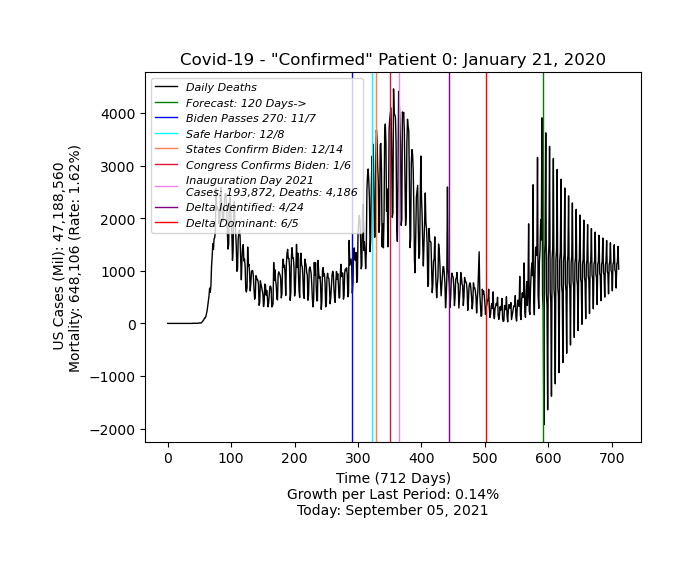 Covid-19 - "Confirmed" Patient 0: January 21, 2020
Daily Deaths
Forecast: 120 Days->
Biden Passes 270: 11/7
Safe Harbor: 12/8
States Confirm Biden: 12/14
Congress Confirms Biden: 1/6
Inauguration Day 2021
Cases: 193,872, Deaths: 4,186
Delta Identified: 4/24
Delta Dominant: 6/5
US Cases (Mil): 47,188,560
Mortality: 648,106 (Rate: 1.62%)
4000
3000
2000
1000
0
−1000
−2000
0 100 200 300 400 500 600 700
Time (712 Days)
Growth per Last Period: 0.14%
Today: September 05, 2021